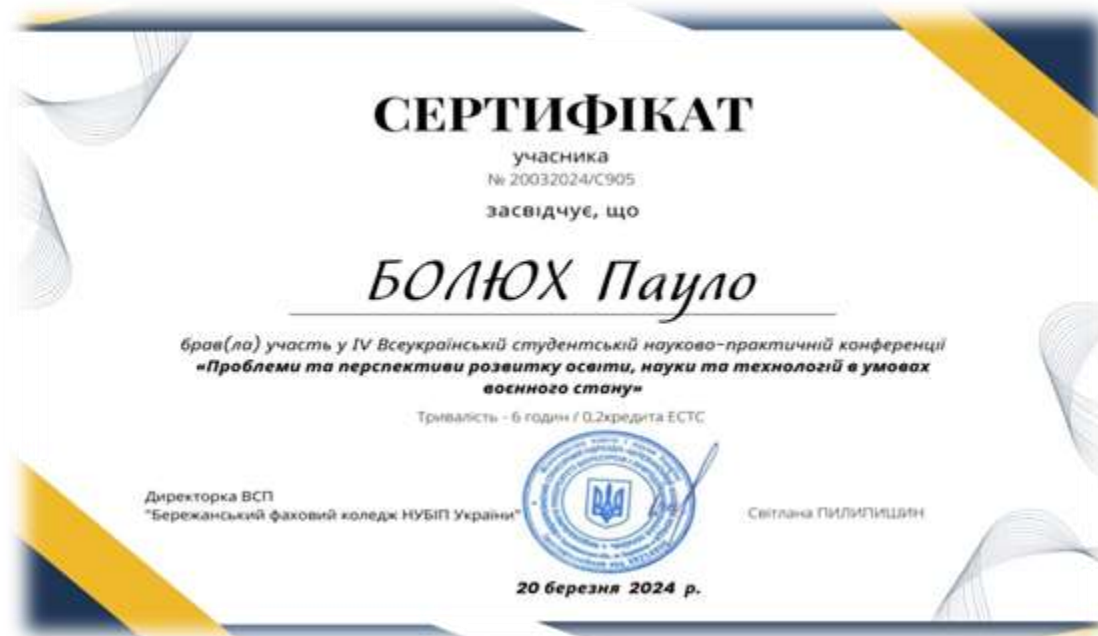 СЕРТИФІКАТ
учасника
№ 20032024/С905
засвідчує, що
БОЛЮХ Пауло
брав(ла) участь у IV Всеукраїнській студентській науково-практичній конференції
«Проблеми та перспективи розвитку освіти, науки та технологій в умовах
воєнного стану»
Тривалість - 6 годин / 0,2кредита ЕСТС
Директорка ВСП
"Бережанський фаховий коледж НУБІП України"
Світлана ПИЛИПИШИН
20 березня 2024 р.